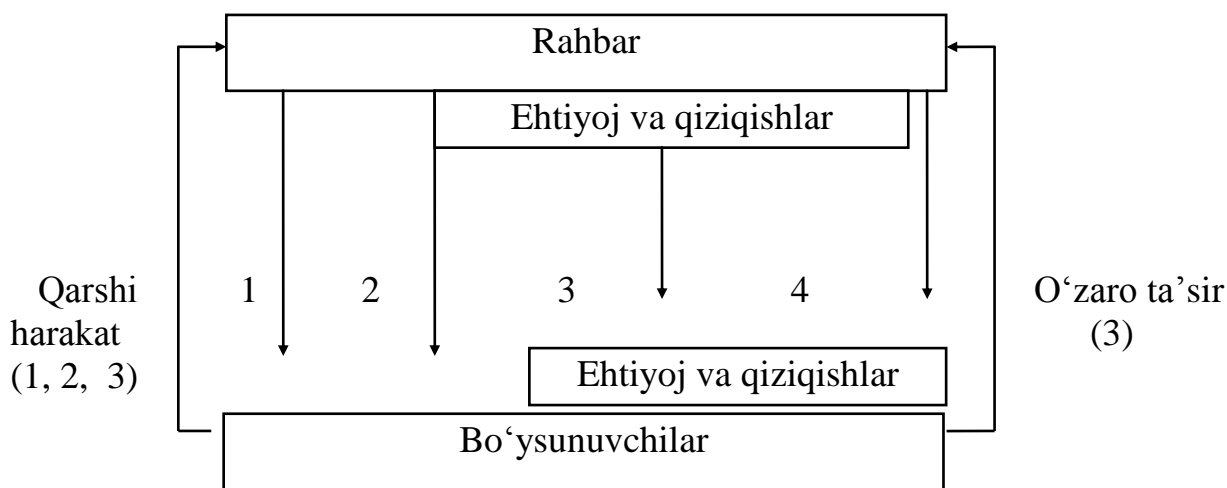 Rahbar
Ehtiyoj va qiziqishlar
Qarshi
harakat
(1, 2, 3)
1
2
3
4
O‘zaro ta’sir
(3)
Ehtiyoj va qiziqishlar
Bo‘ysunuvchilar